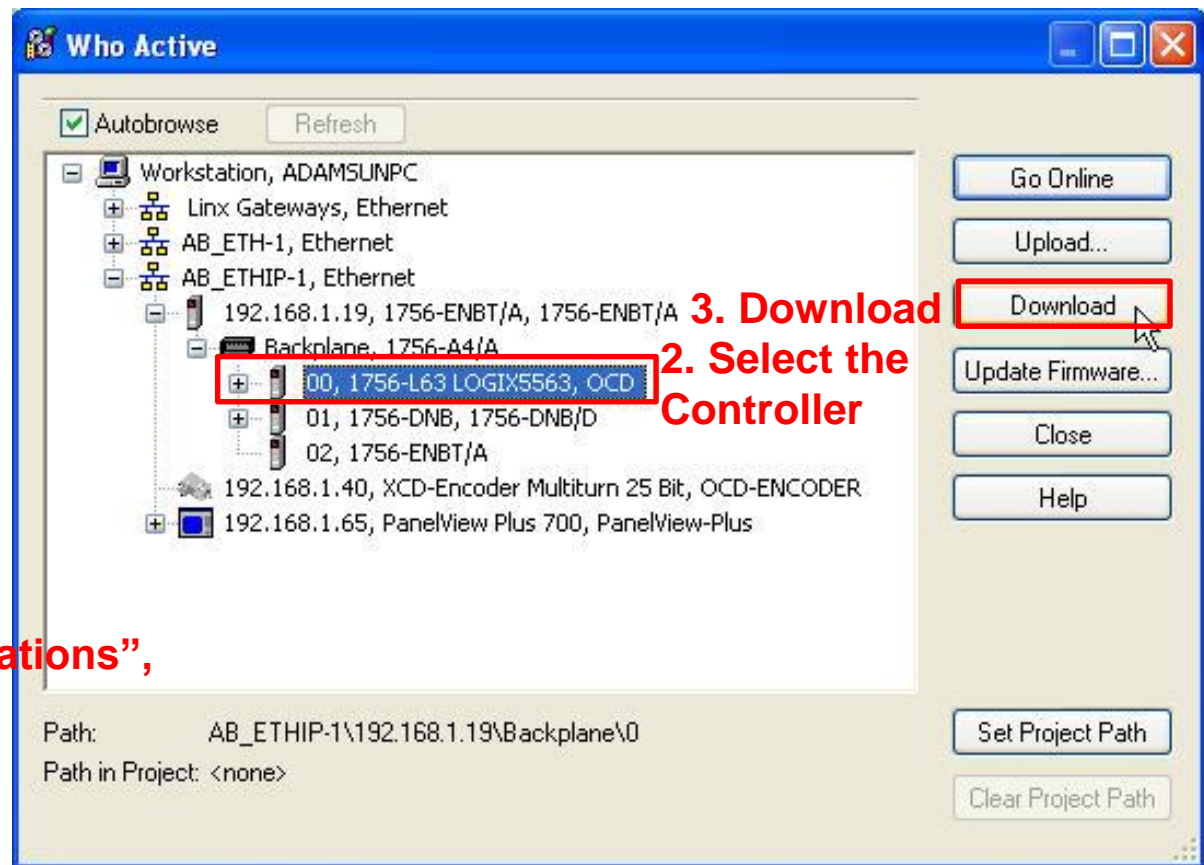 Who Active
Autobrowse
Refresh
Workstation, ADAMSUNPC
Linx Gateways, Ethernet
AB_ETH-1, Ethernet
AB_ETHIP-1, Ethernet
192.168.1.19, 1756-ENBT/A, 1756-ENBT/A
Backplane, 1756-A4/A
00, 1756-L63 LOGIX5563, OCD
01, 1756-DNB, 1756-DNB/D
02, 1756-ENBT/A
192.168.1.40, XCD-Encoder Multiturn 25 Bit, OCD-ENCODER
192.168.1.65, PanelView Plus 700, PanelView-Plus
3. Download
2. Select the
Controller
Go Online
Upload...
Download
Update Firmware...
Close
Help
ations”,
Path: AB_ETHIP-1\192.168.1.19\Backplane\0
Path in Project: <none>
Set Project Path
Clear Project Path